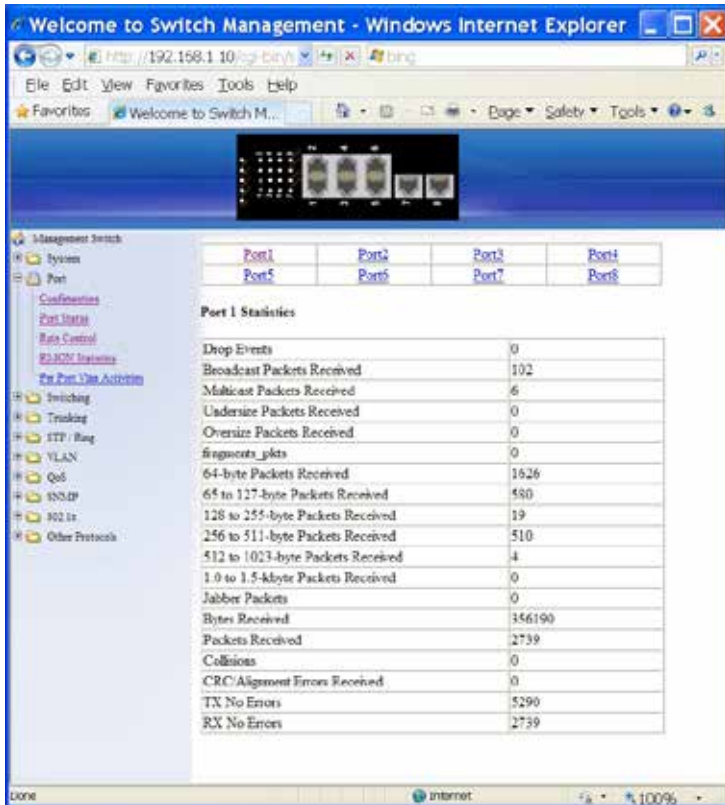 Welcome to Switch Management - Windows Internet Explorer
http://192.168.1.10/cgi-bin/s bing
File Edit View Favorites Tools Help
Favorites Welcome to Switch M... Page Safety Tools
Management Switch
System
Port
Configuration
Port Status
Rate Control
RMON Statistics
Per Port Vlan Activities
Switching
Trunking
STP / Ring
VLAN
QoS
SNMP
802.1x
Other Protocols
Port1 Port2 Port3 Port4
Port5 Port6 Port7 Port8
Port 1 Statistics
Drop Events 0
Broadcast Packets Received 102
Multicast Packets Received 6
Undersize Packets Received 0
Oversize Packets Received 0
fragments_pkts 0
64-byte Packets Received 1626
65 to 127-byte Packets Received 580
128 to 255-byte Packets Received 19
256 to 511-byte Packets Received 510
512 to 1023-byte Packets Received 4
1.0 to 1.5-kbyte Packets Received 0
Jabber Packets 0
Bytes Received 356190
Packets Received 2739
Collisions 0
CRC/Alignment Errors Received 0
TX No Errors 5290
RX No Errors 2739
Done Internet 100%